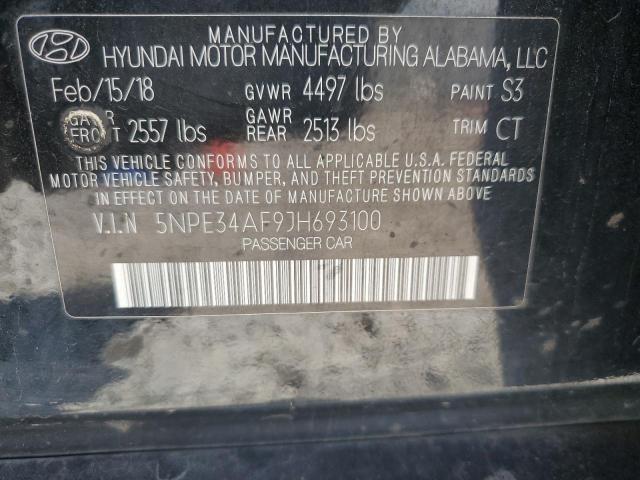 MANUFACTURED BY
HYUNDAI MOTOR MANUFACTURING ALABAMA, LLC
Feb/15/18 GVWR 4497 lbs PAINT S3
GAWR FRONT 2557 lbs GAWR REAR 2513 lbs TRIM CT
THIS VEHICLE CONFORMS TO ALL APPLICABLE U.S.A. FEDERAL
MOTOR VEHICLE SAFETY, BUMPER, AND THEFT PREVENTION STANDARDS
IN EFFECT ON THE DATE OF MANUFACTURE SHOWN ABOVE
V.I.N 5NPE34AF9JH693100
PASSENGER CAR